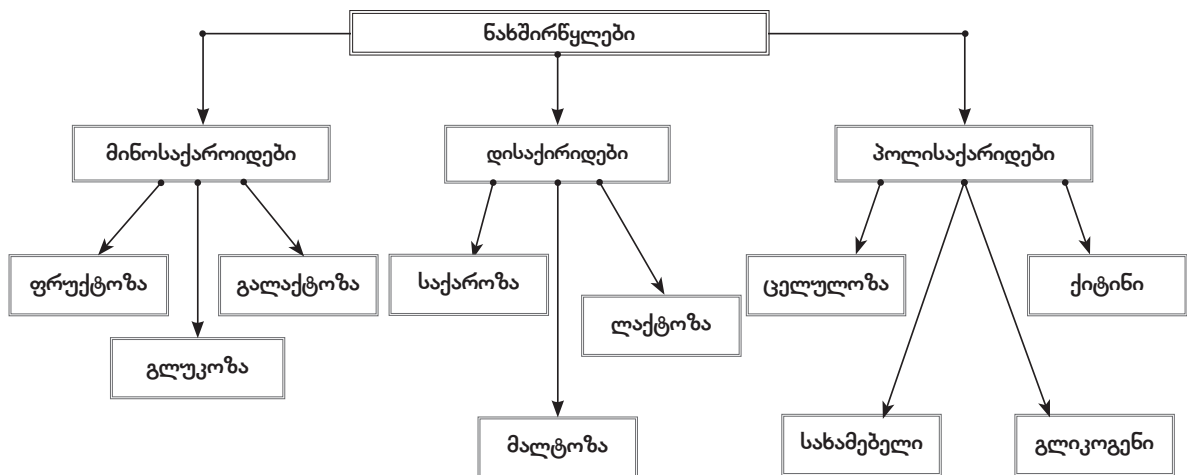 ნახშირწყლები
მინოსაქაროიდები
დისაქირიდები
პოლისაქარიდები
ფრუქტოზა
გალაქტოზა
გლუკოზა
საქაროზა
ლაქტოზა
მალტოზა
ცელულოზა
ქიტინი
სახამებელი
გლიკოგენი